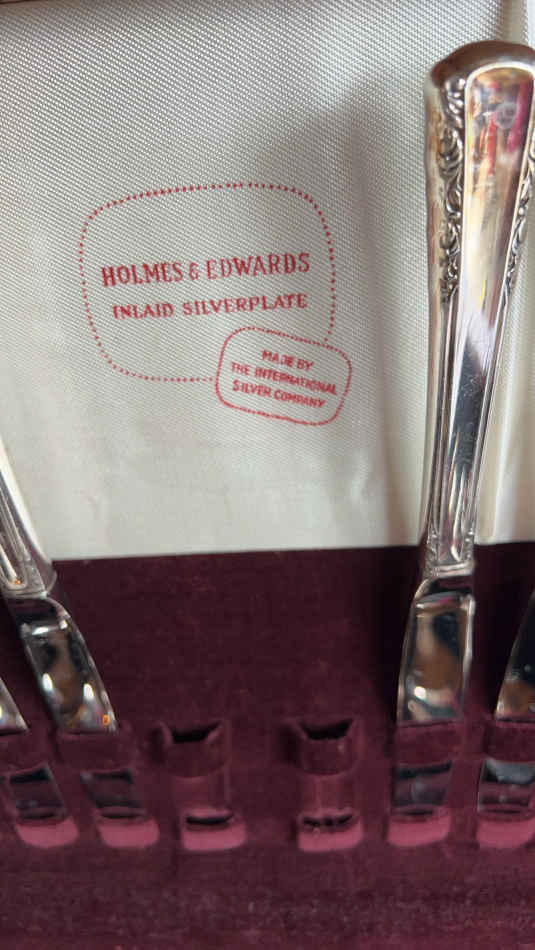 HOLMES & EDWARDS
INLAID SILVERPLATE
MADE BY
THE INTERNATIONAL
SILVER COMPANY